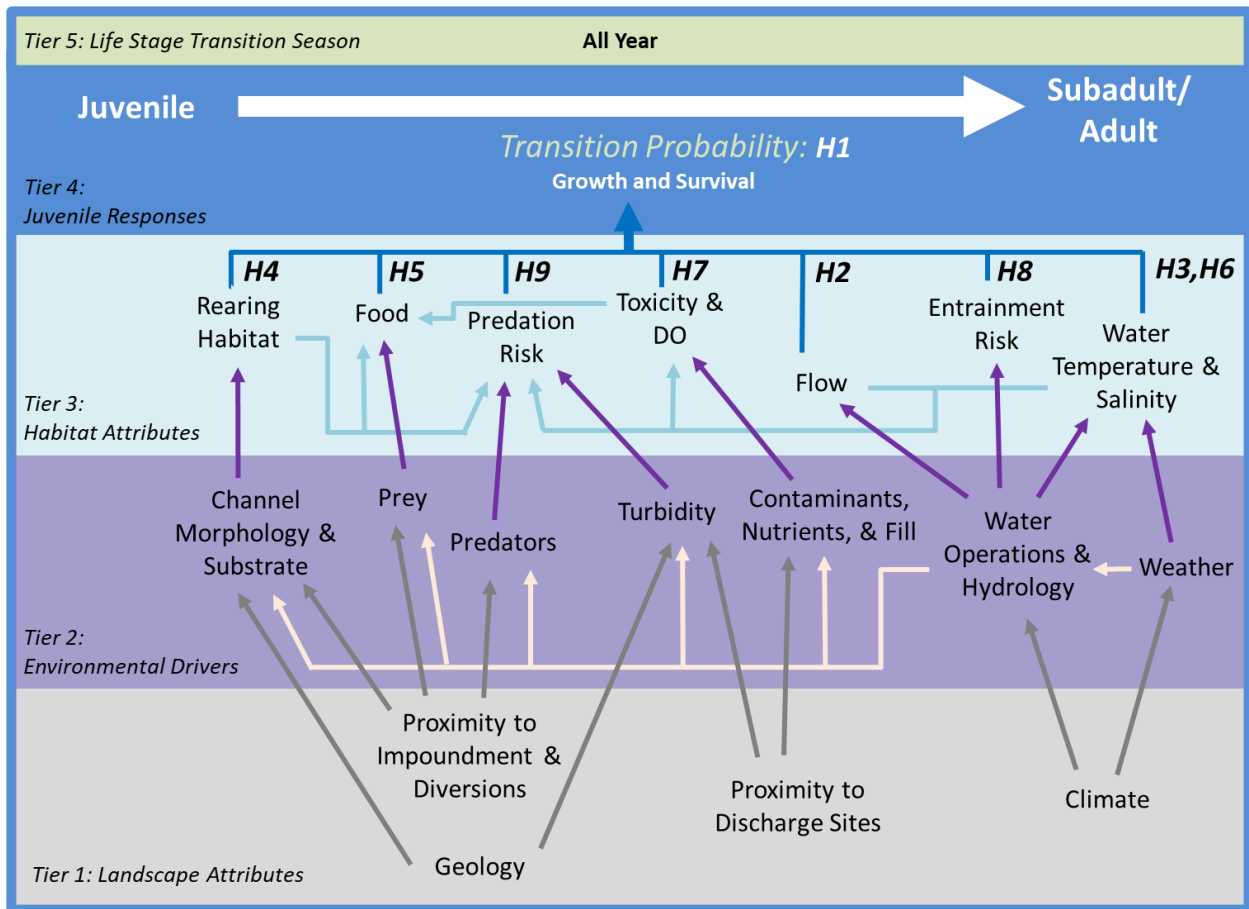 Tier 5: Life Stage Transition Season
All Year
Juvenile
Subadult/
Adult
Transition Probability: H1
Growth and Survival
Tier 4:
Juvenile Responses
H4
H5
H9
H7
H2
H8
H3,H6
Rearing
Habitat
Food
Predation
Risk
Toxicity &
DO
Flow
Entrainment
Risk
Water
Temperature &
Salinity
Tier 3:
Habitat Attributes
Channel
Morphology &
Substrate
Prey
Predators
Turbidity
Contaminants,
Nutrients, & Fill
Water
Operations &
Hydrology
Weather
Tier 2:
Environmental Drivers
Proximity to
Impoundment &
Diversions
Proximity to
Discharge Sites
Climate
Geology
Tier 1: Landscape Attributes